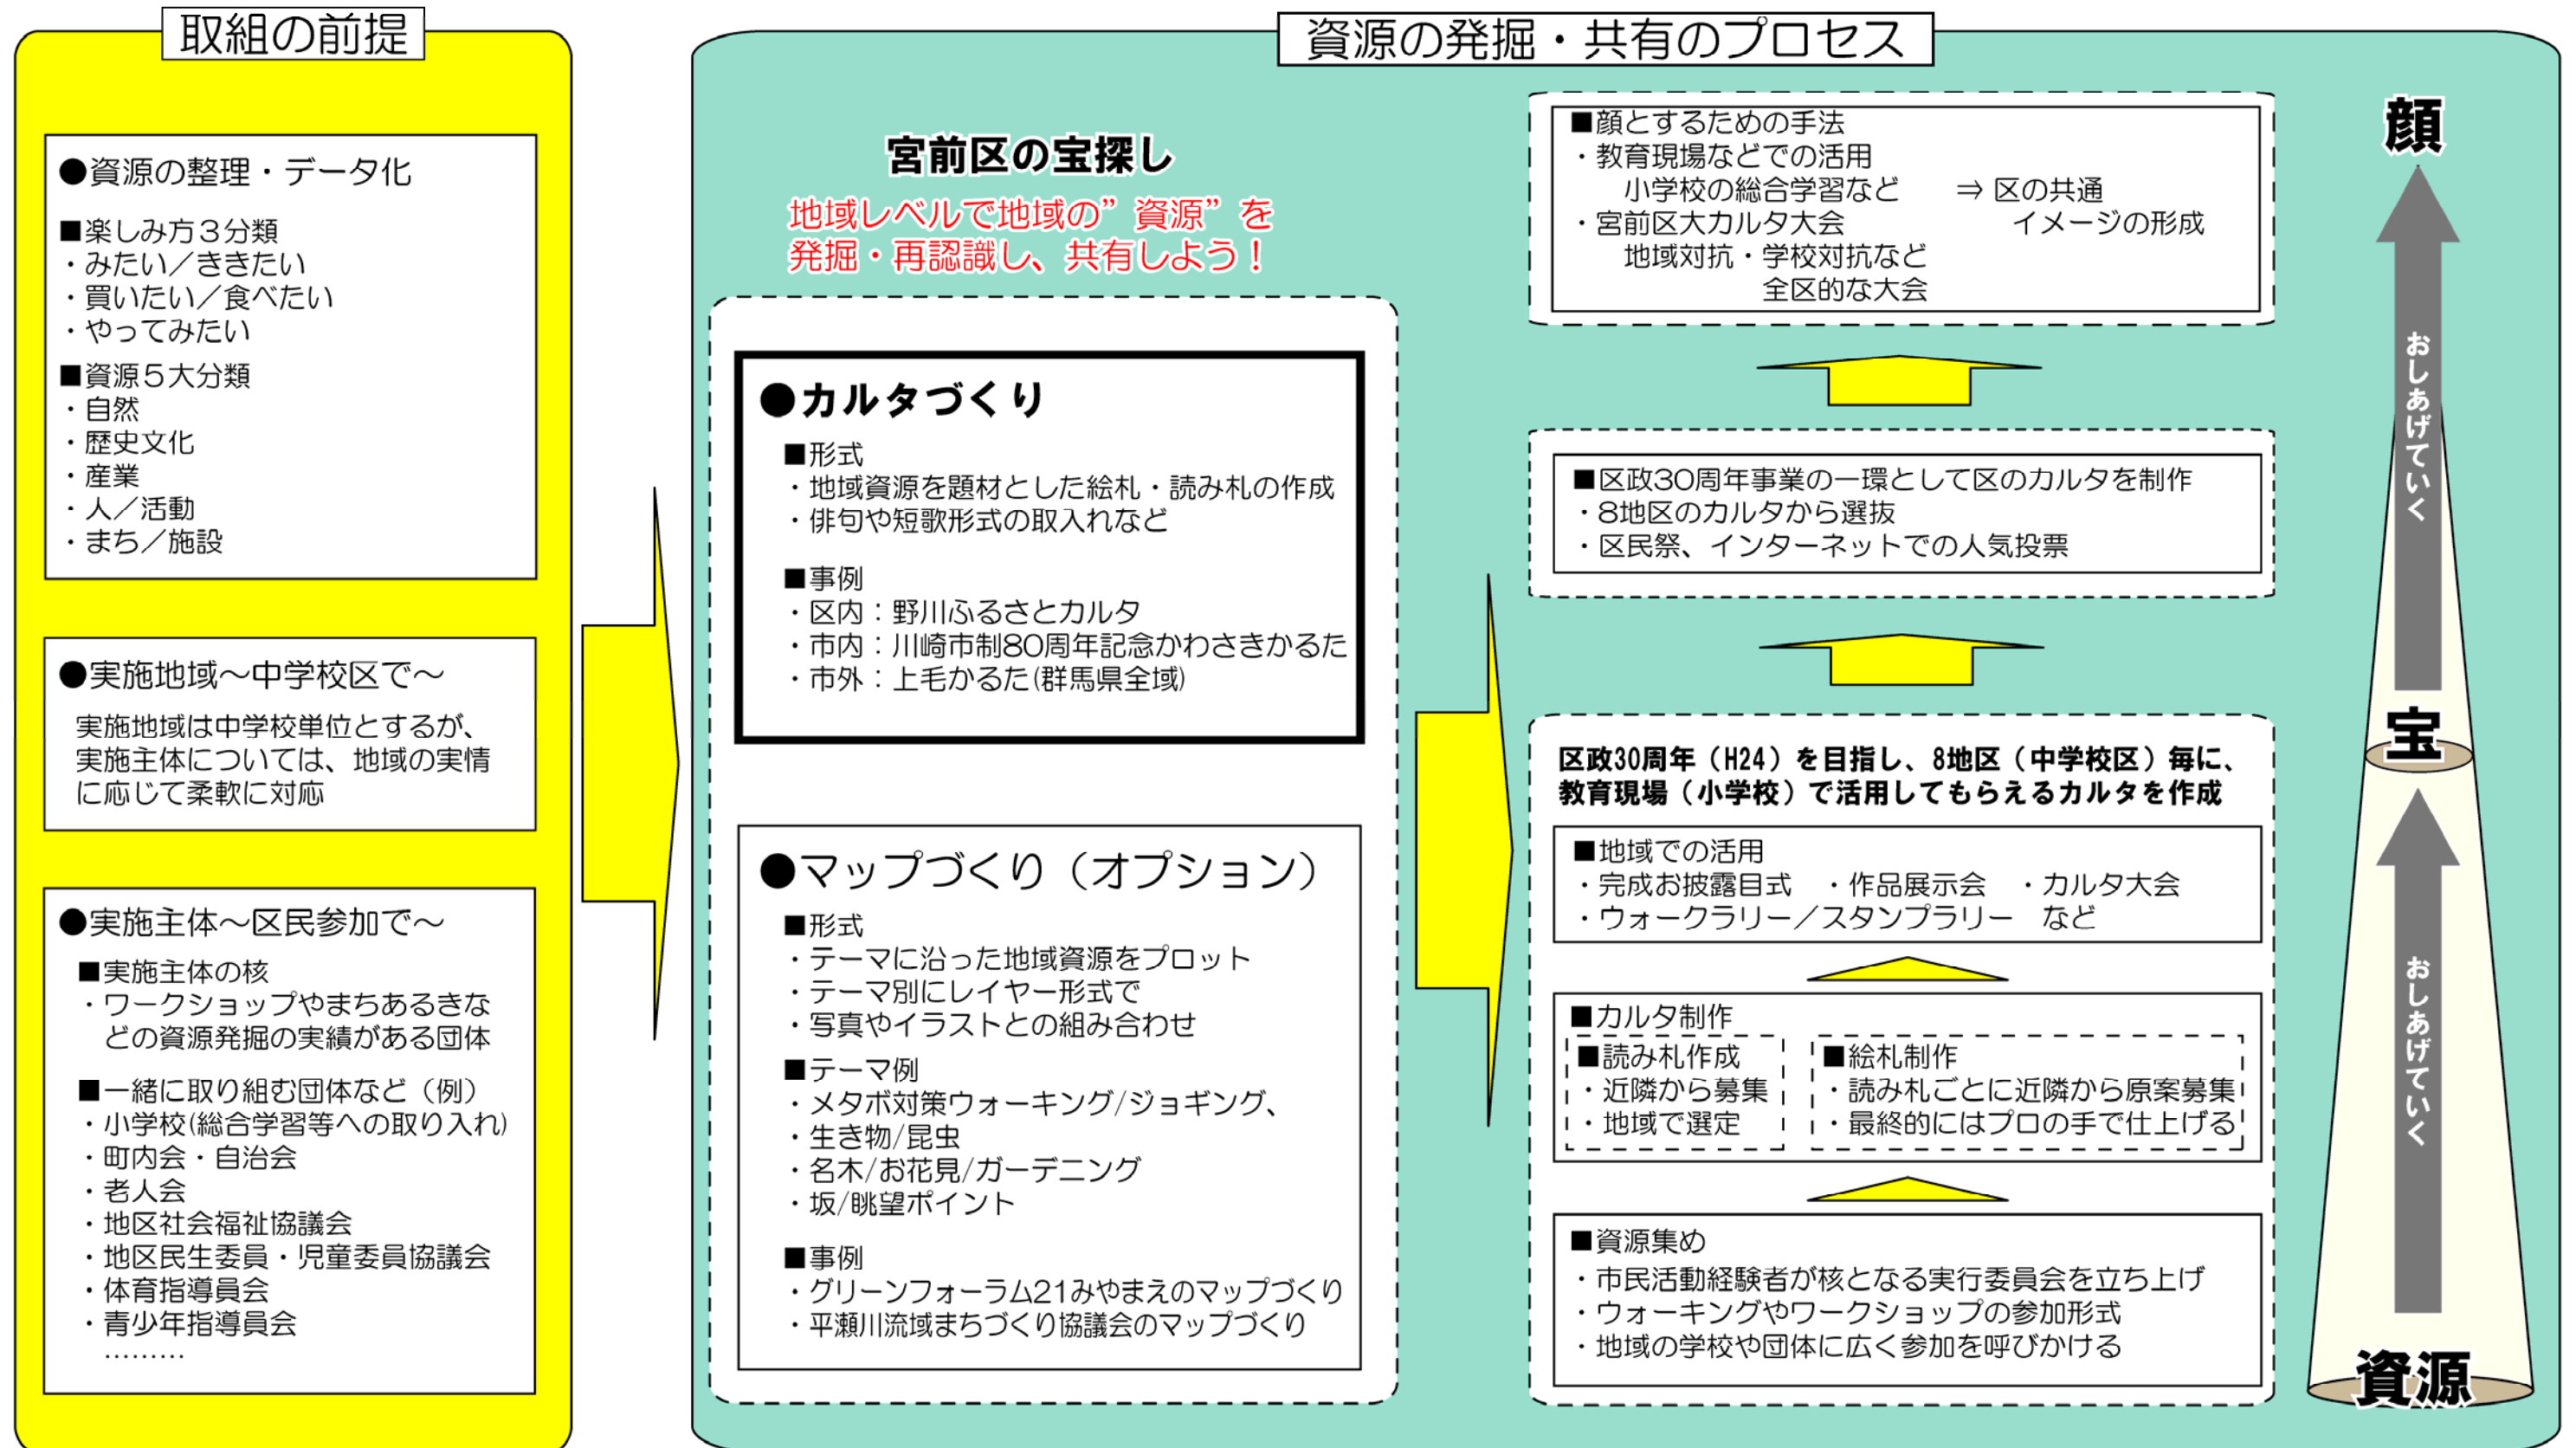 取組の前提
●資源の整理・データ化
■楽しみ方３分類
・みたい／ききたい
・買いたい／食べたい
・やってみたい
■資源５大分類
・自然
・歴史文化
・産業
・人／活動
・まち／施設
●実施地域～中学校区で～
実施地域は中学校単位とするが、
実施主体については、地域の実情
に応じて柔軟に対応
●実施主体～区民参加で～
■実施主体の核
・ワークショップやまちあるきな
どの資源発掘の実績がある団体
■一緒に取り組む団体など（例）
・小学校(総合学習等への取り入れ)
・町内会・自治会
・老人会
・地区社会福祉協議会
・地区民生委員・児童委員協議会
・体育指導員会
・青少年指導員会
………
資源の発掘・共有のプロセス
宮前区の宝探し
地域レベルで地域の”資源”を
発掘・再認識し、共有しよう！
●カルタづくり
■形式
・地域資源を題材とした絵札・読み札の作成
・俳句や短歌形式の取入れなど
■事例
・区内：野川ふるさとカルタ
・市内：川崎市制80周年記念かわさきかるた
・市外：上毛かるた(群馬県全域)
●マップづくり（オプション）
■形式
・テーマに沿った地域資源をプロット
・テーマ別にレイヤー形式で
・写真やイラストとの組み合わせ
■テーマ例
・メタボ対策ウォーキング/ジョギング、
・生き物/昆虫
・名木/お花見/ガーデニング
・坂/眺望ポイント
■事例
・グリーンフォーラム21みやまえのマップづくり
・平瀬川流域まちづくり協議会のマップづくり
■顔とするための手法
・教育現場などでの活用
小学校の総合学習など　⇒ 区の共通
・宮前区大カルタ大会　イメージの形成
地域対抗・学校対抗など
全区的な大会
■区政30周年事業の一環として区のカルタを制作
・8地区のカルタから選抜
・区民祭、インターネットでの人気投票
区政30周年（H24）を目指し、8地区（中学校区）毎に、
教育現場（小学校）で活用してもらえるカルタを作成
■地域での活用
・完成お披露目式　・作品展示会　・カルタ大会
・ウォークラリー／スタンプラリー　など
■カルタ制作
■読み札作成
・近隣から募集
・地域で選定
■絵札制作
・読み札ごとに近隣から原案募集
・最終的にはプロの手で仕上げる
■資源集め
・市民活動経験者が核となる実行委員会を立ち上げ
・ウォーキングやワークショップの参加形式
・地域の学校や団体に広く参加を呼びかける
顔
おしあげていく
宝
おしあげていく
資源